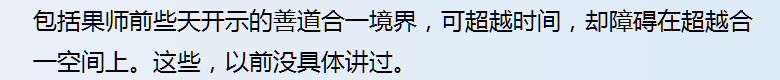 包括果师前些天开示的善道合一境界，可超越时间，却障碍在超越合
一空间上。这些，以前没具体讲过。